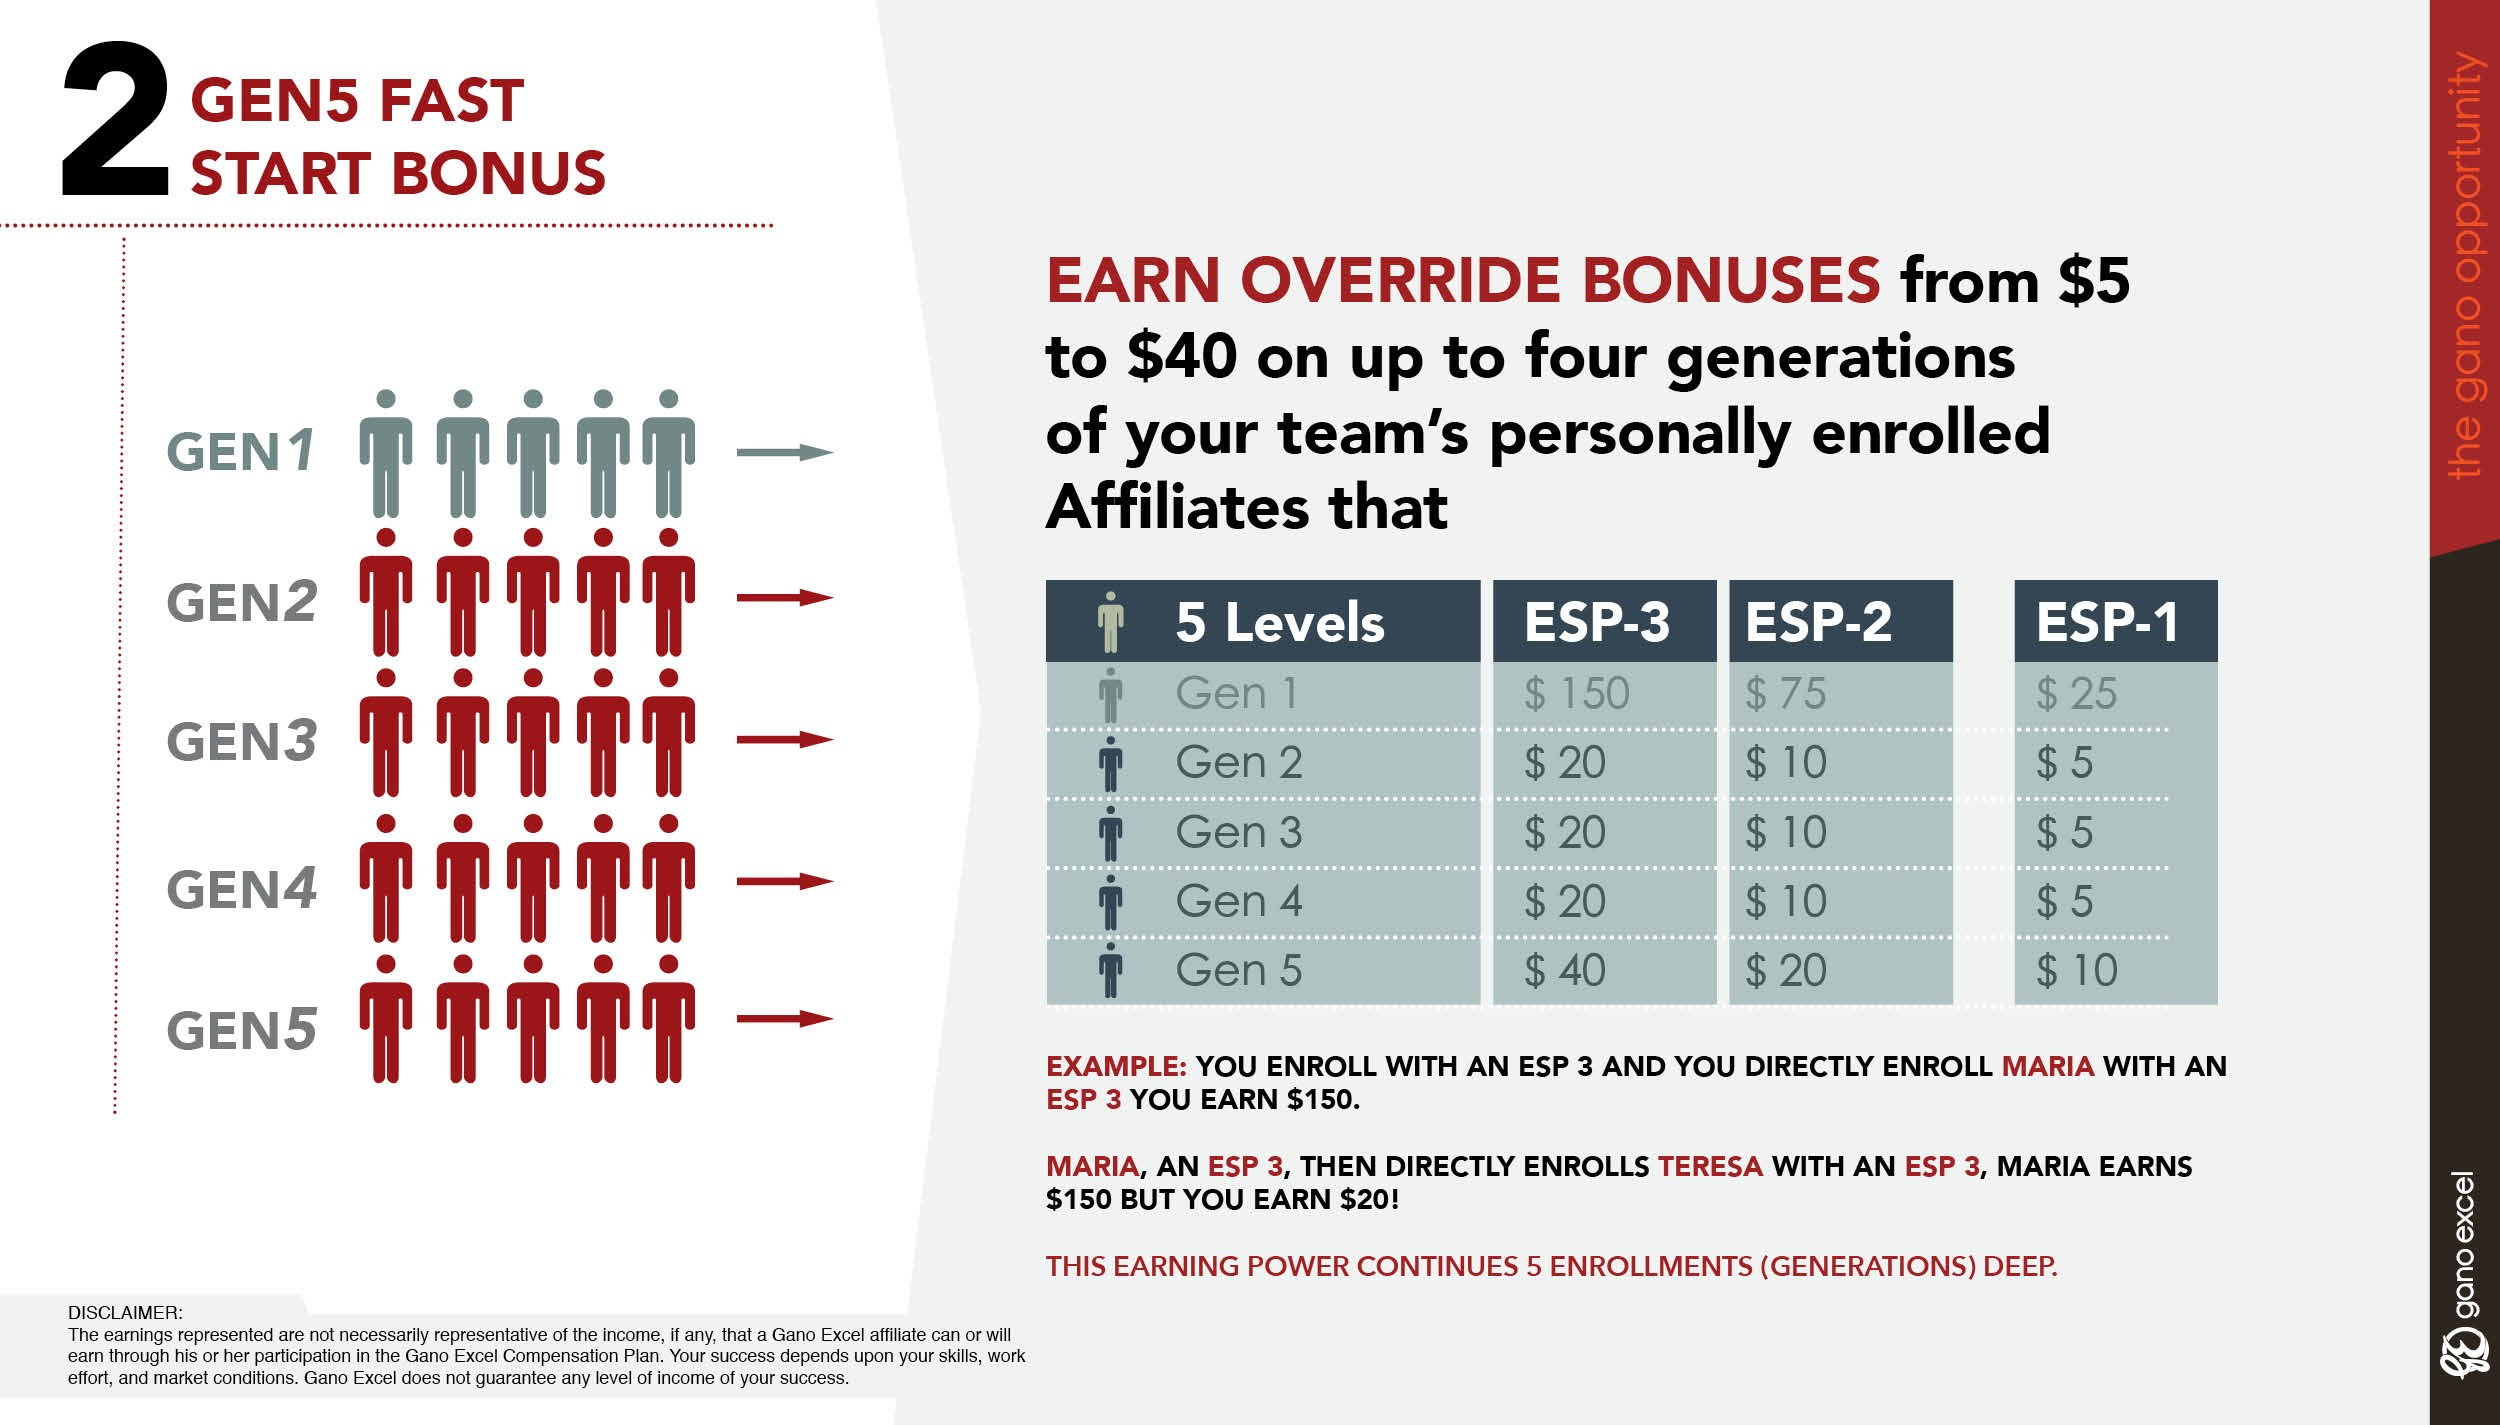 2
GEN5 FAST
START BONUS
GEN1
GEN2
GEN3
GEN4
GEN5
EARN OVERRIDE BONUSES from $5
to $40 on up to four generations
of your team’s personally enrolled
Affiliates that
5 Levels ESP-3 ESP-2 ESP-1
Gen 1 $ 150 $ 75 $ 25
Gen 2 $ 20 $ 10 $ 5
Gen 3 $ 20 $ 10 $ 5
Gen 4 $ 20 $ 10 $ 5
Gen 5 $ 40 $ 20 $ 10
EXAMPLE: YOU ENROLL WITH AN ESP 3 AND YOU DIRECTLY ENROLL MARIA WITH AN
ESP 3 YOU EARN $150.
MARIA, AN ESP 3, THEN DIRECTLY ENROLLS TERESA WITH AN ESP 3, MARIA EARNS
$150 BUT YOU EARN $20!
THIS EARNING POWER CONTINUES 5 ENROLLMENTS (GENERATIONS) DEEP.
DISCLAIMER:
The earnings represented are not necessarily representative of the income, if any, that a Gano Excel affiliate can or will
earn through his or her participation in the Gano Excel Compensation Plan. Your success depends upon your skills, work
effort, and market conditions. Gano Excel does not guarantee any level of income of your success.
the gano opportunity
gano excel